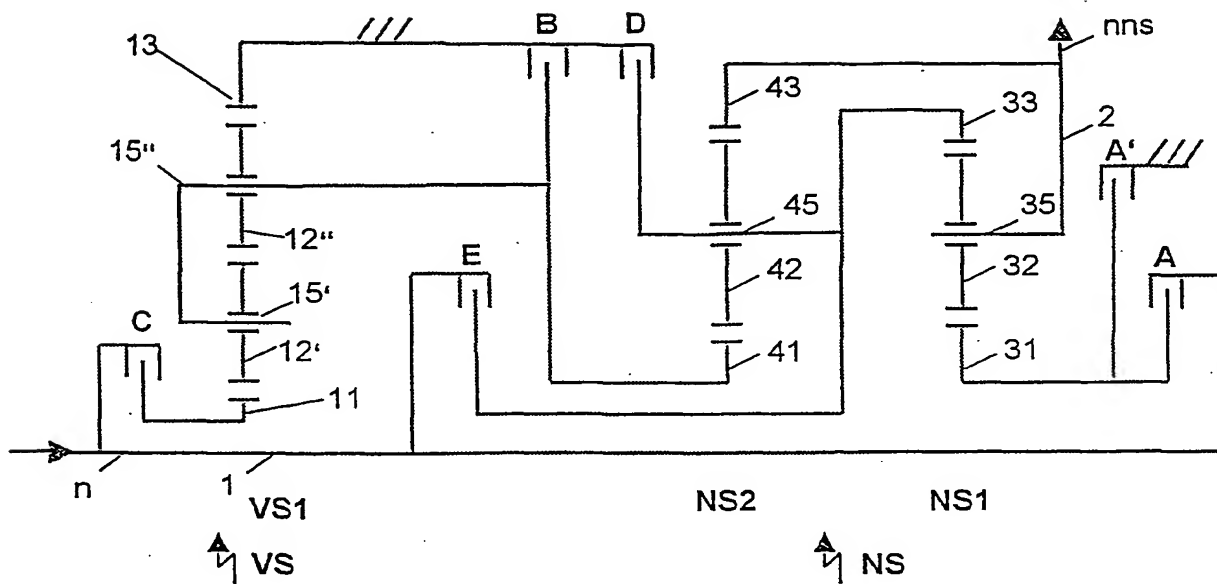 B D nns
13
43 33 2
A'
15"
45 35
12" E 42 32 A
C 15'
12' 41 31
11
n 1
VS1 NS2 NS1
VS NS